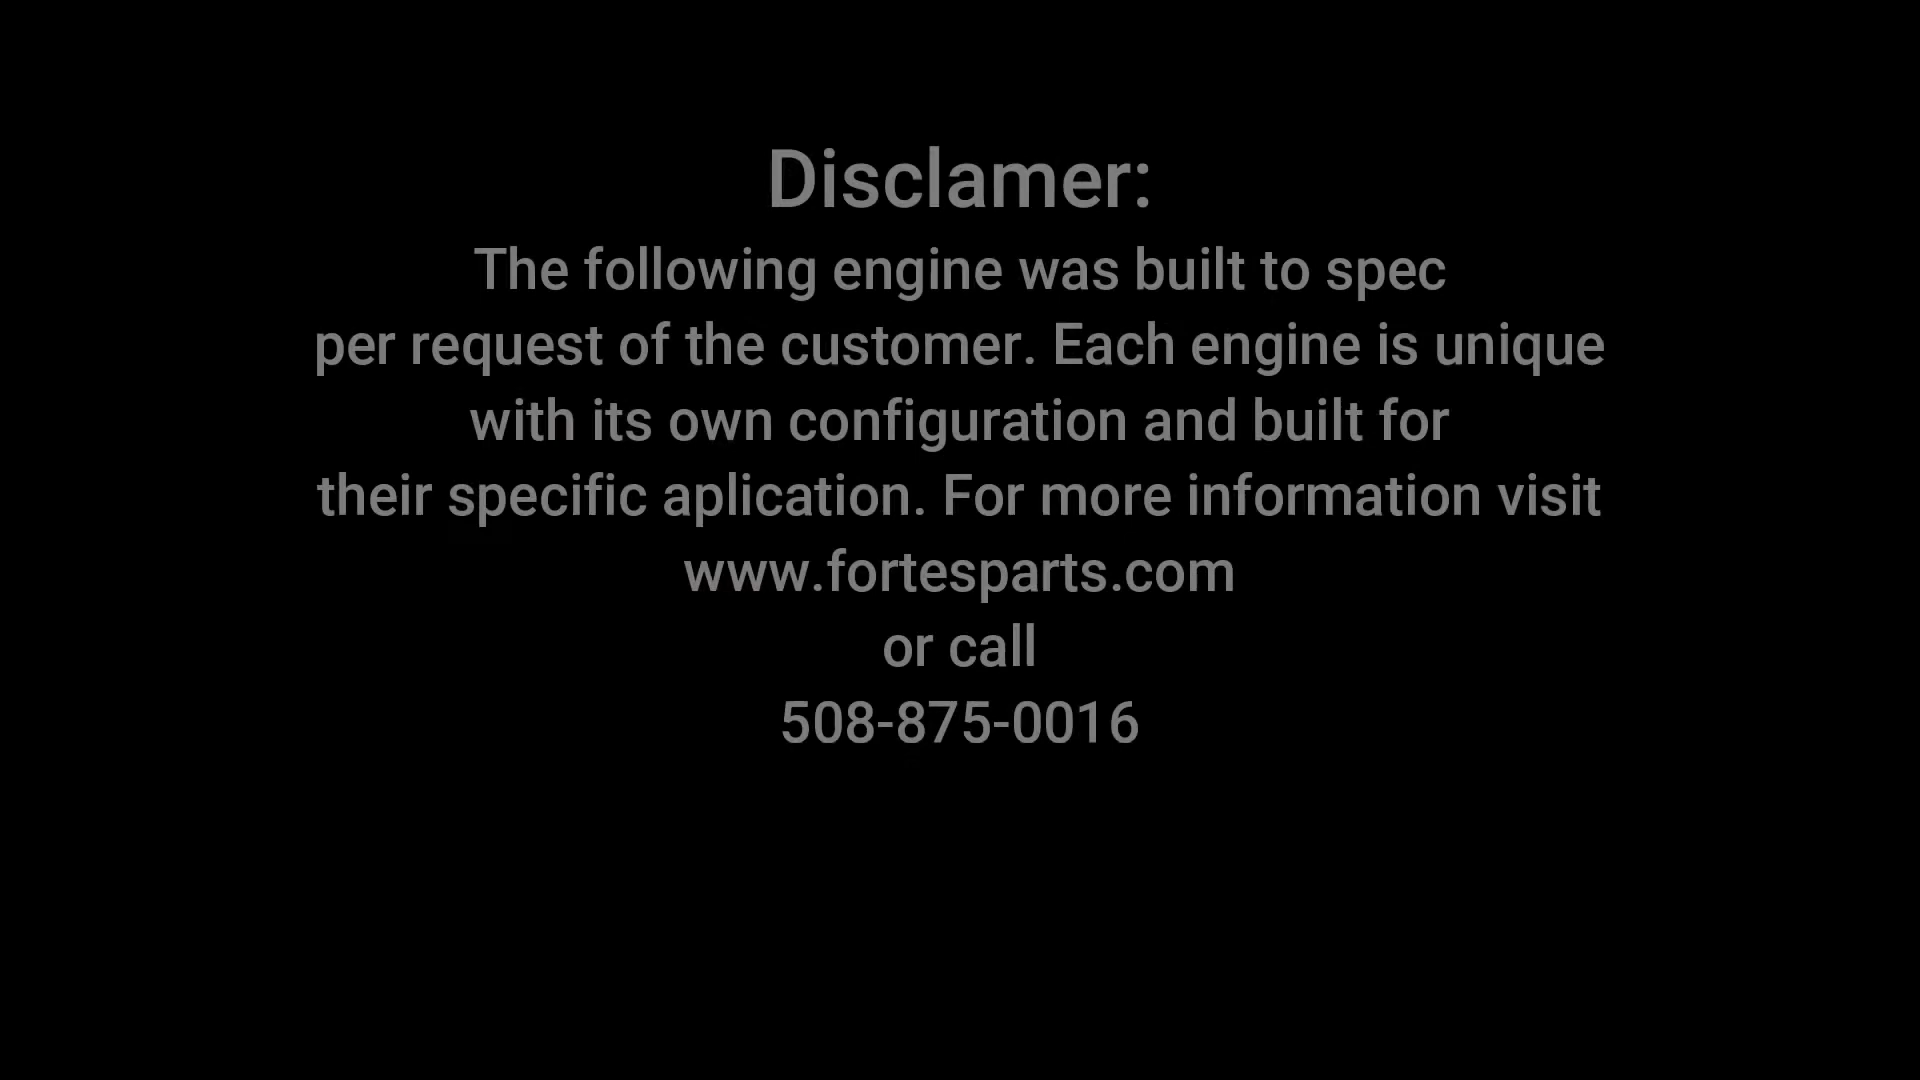 Disclamer:
The following engine was built to spec
per request of the customer. Each engine is unique
with its own configuration and built for
their specific aplication. For more information visit
www.fortesparts.com
or call
508-875-0016